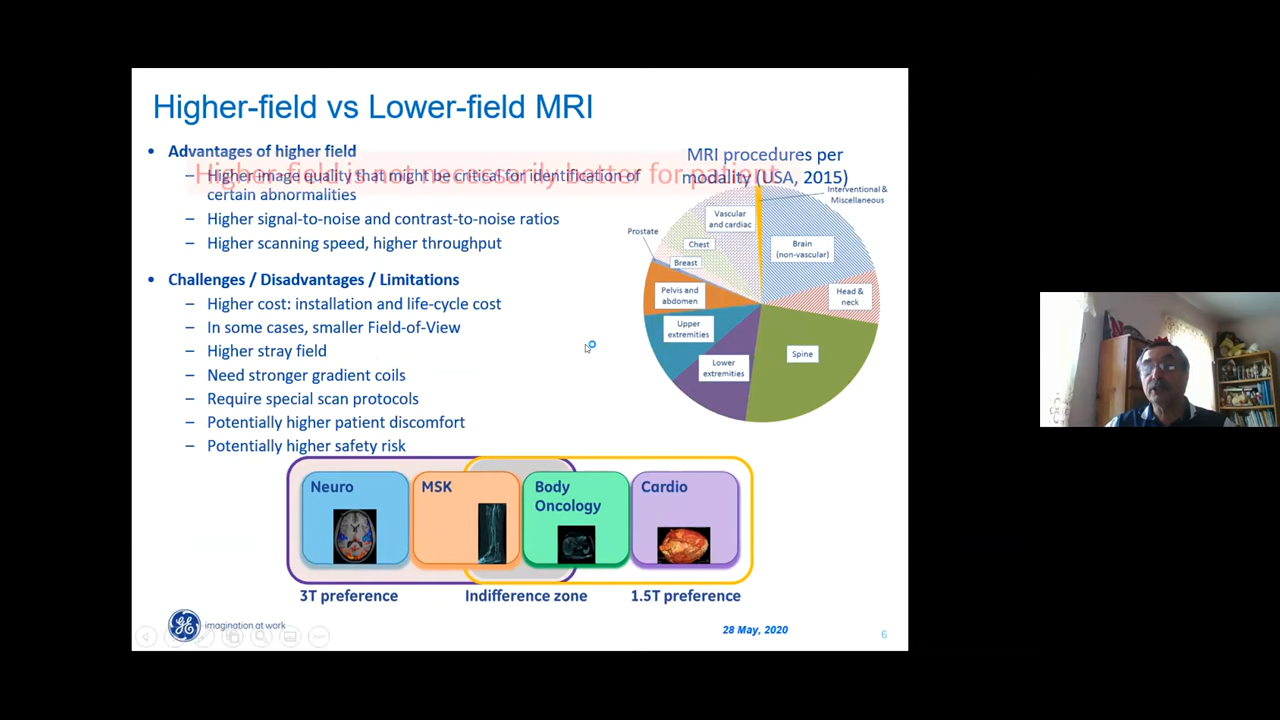 Higher-field vs Lower-field MRI
• Advantages of higher field
Higher-field is not necessarily better for patient
– Higher image quality that might be critical for identification of
certain abnormalities
– Higher signal-to-noise and contrast-to-noise ratios
– Higher scanning speed, higher throughput
• Challenges / Disadvantages / Limitations
– Higher cost: installation and life-cycle cost
– In some cases, smaller Field-of-View
– Higher stray field
– Need stronger gradient coils
– Require special scan protocols
– Potentially higher patient discomfort
– Potentially higher safety risk
MRI procedures per
modality (USA, 2015)
Interventional &
Miscellaneous
Vascular
and cardiac
Prostate
Chest
Brain
(non-vascular)
Breast
Pelvis and
abdomen
Head &
neck
Upper
extremities
Spine
Lower
extremities
Neuro
MSK
Body
Oncology
Cardio
3T preference
Indifference zone
1.5T preference
GE
imagination at work
28 May, 2020
6